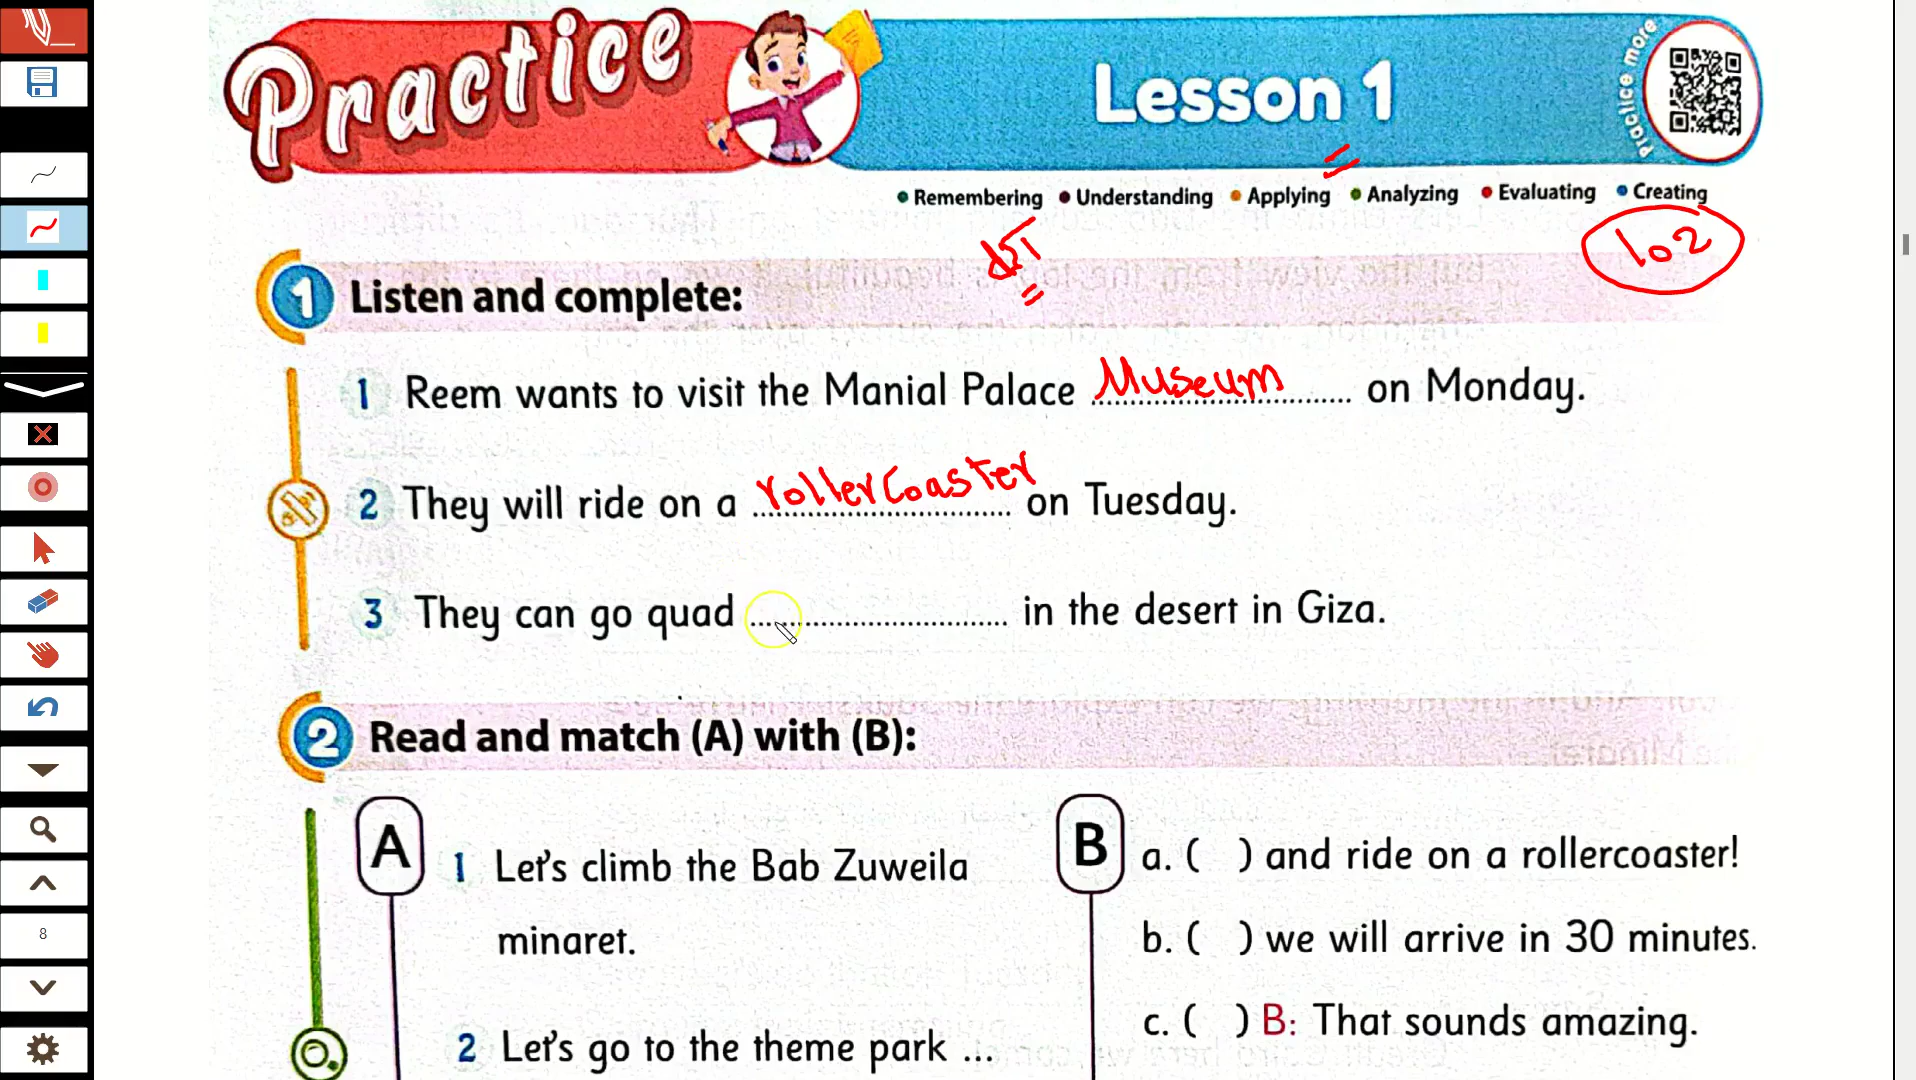 Practice
Lesson 1
Practice more
Remembering Understanding Applying Analyzing Evaluating Creating
102
1 Listen and complete:
1 Reem wants to visit the Manial Palace Museum on Monday.
2 They will ride on a rollercoaster on Tuesday.
3 They can go quad .............................. in the desert in Giza.
2 Read and match (A) with (B):
A
1 Let's climb the Bab Zuweila
minaret.
2 Let's go to the theme park ...
B
a. ( ) and ride on a rollercoaster!
b. ( ) we will arrive in 30 minutes.
c. ( ) B: That sounds amazing.
8